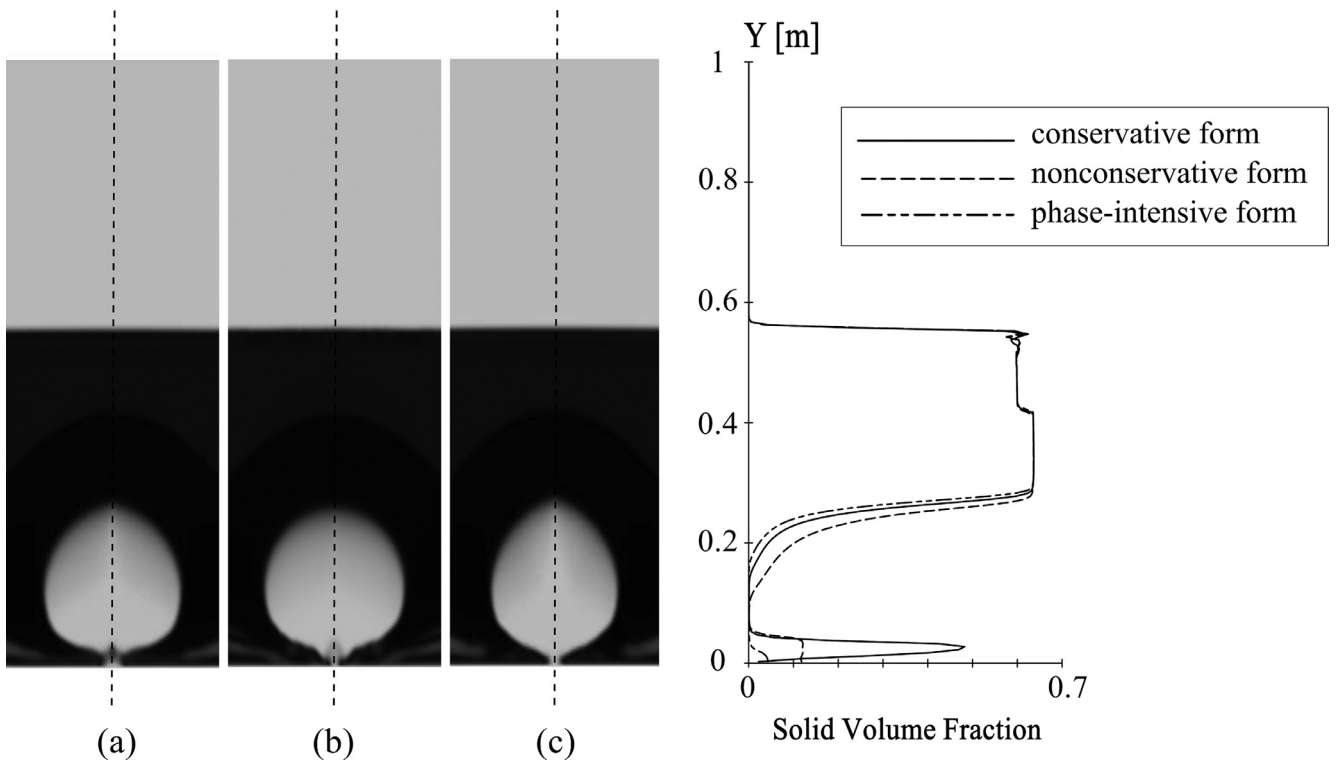 (a)
(b)
(c)
Y [m]
1
0.8
0.6
0.4
0.2
0
0
0.7
Solid Volume Fraction
conservative form
nonconservative form
phase-intensive form